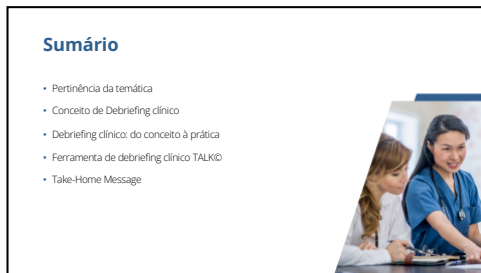 Sumário
• Pertinência da temática
• Conceito de Debriefing clínico
• Debriefing clínico: do conceito à prática
• Ferramenta de debriefing clínico TALK©
• Take-Home Message